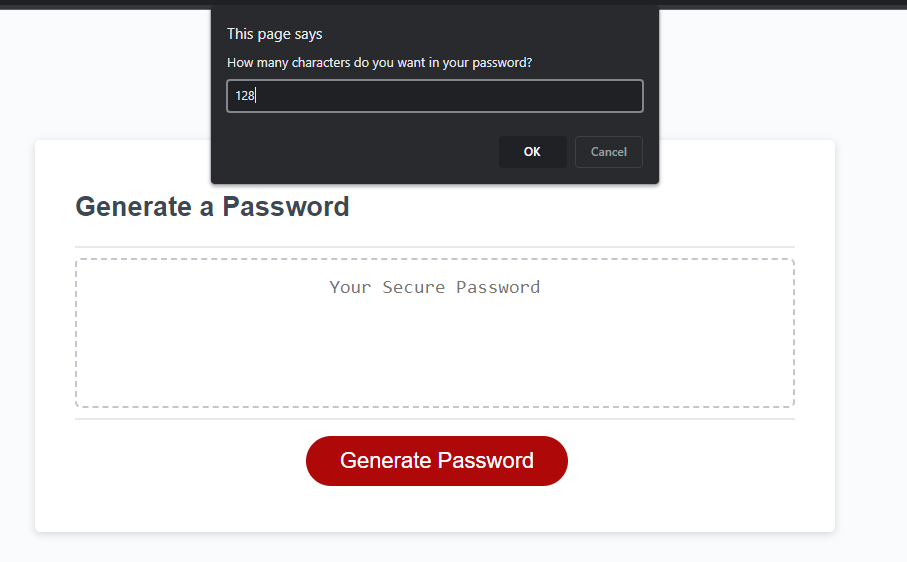 This page says
How many characters do you want in your password?
128
OK
Cancel
Generate a Password
Your Secure Password
Generate Password